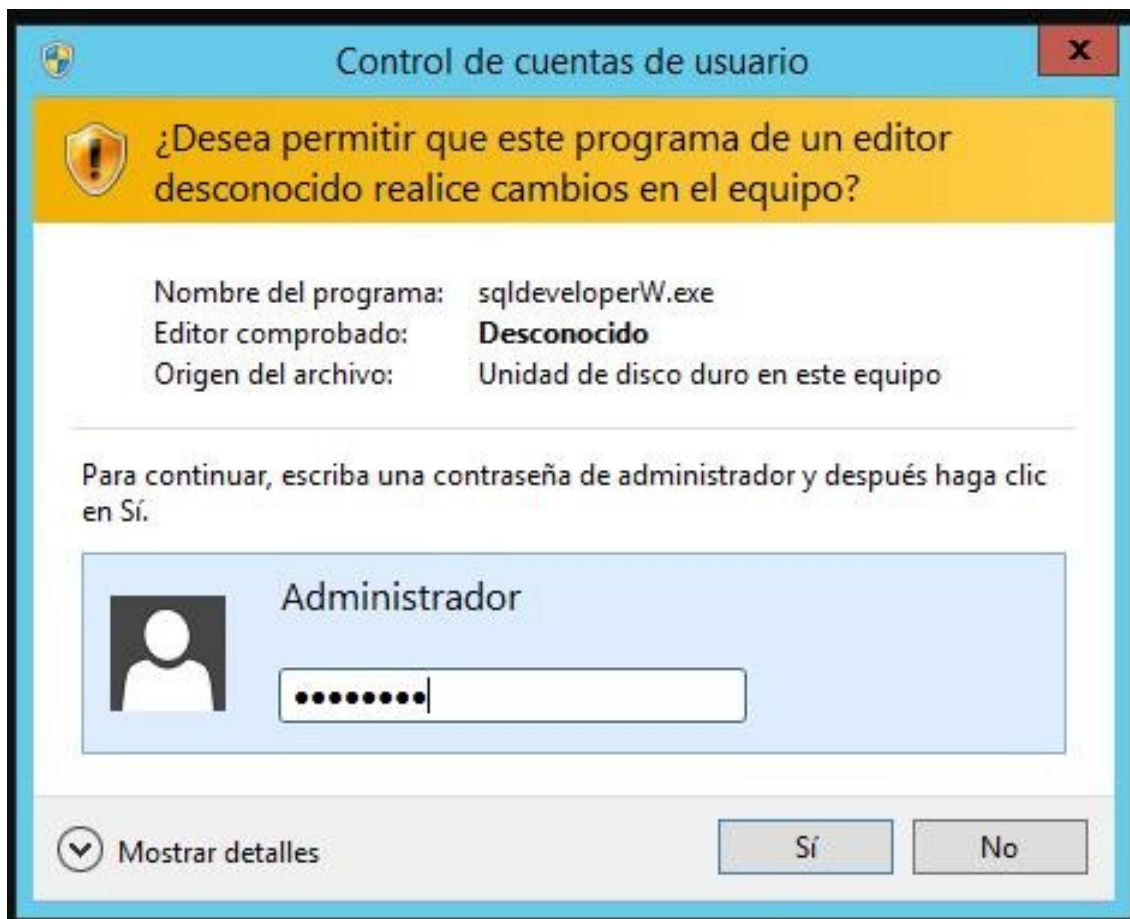 Control de cuentas de usuario
x
¿Desea permitir que este programa de un editor
desconocido realice cambios en el equipo?
Nombre del programa: sqldeveloperW.exe
Editor comprobado: Desconocido
Origen del archivo: Unidad de disco duro en este equipo
Para continuar, escriba una contraseña de administrador y después haga clic
en Sí.
Administrador
••••••••
Mostrar detalles
Sí
No